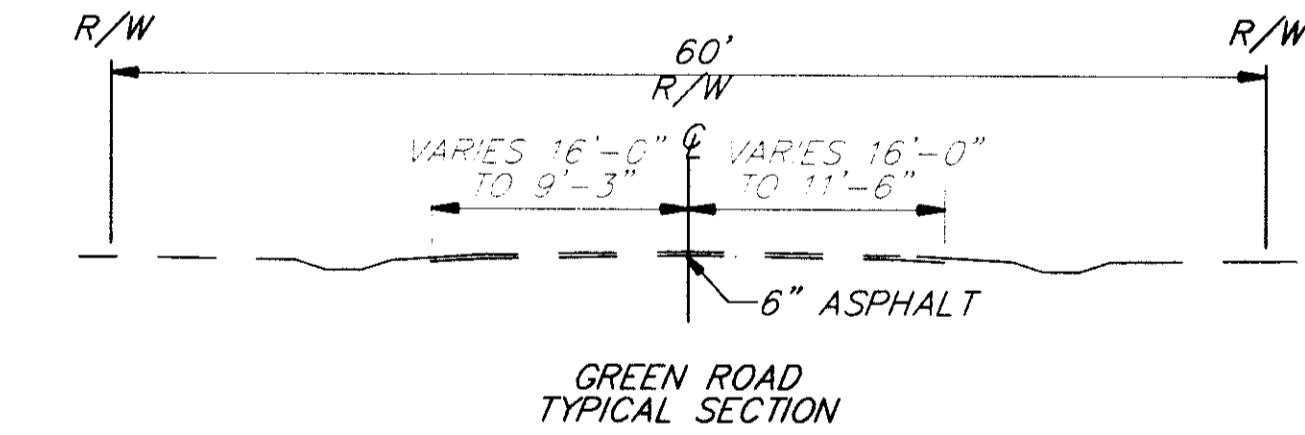 R/W
R/W
60'
R/W
VARIES 16'-0" ℄ VARIES 16'-0"
TO 9'-3" TO 11'-6"
6" ASPHALT
GREEN ROAD
TYPICAL SECTION